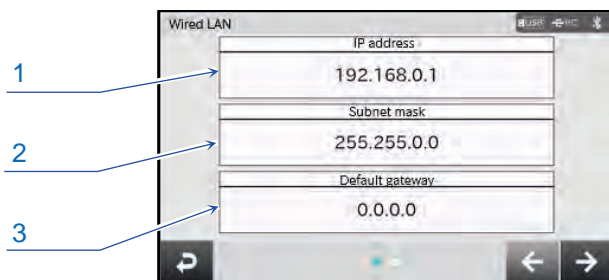 Wired LAN
USB
PC
IP address
1
192.168.0.1
Subnet mask
2
255.255.0.0
Default gateway
3
0.0.0.0